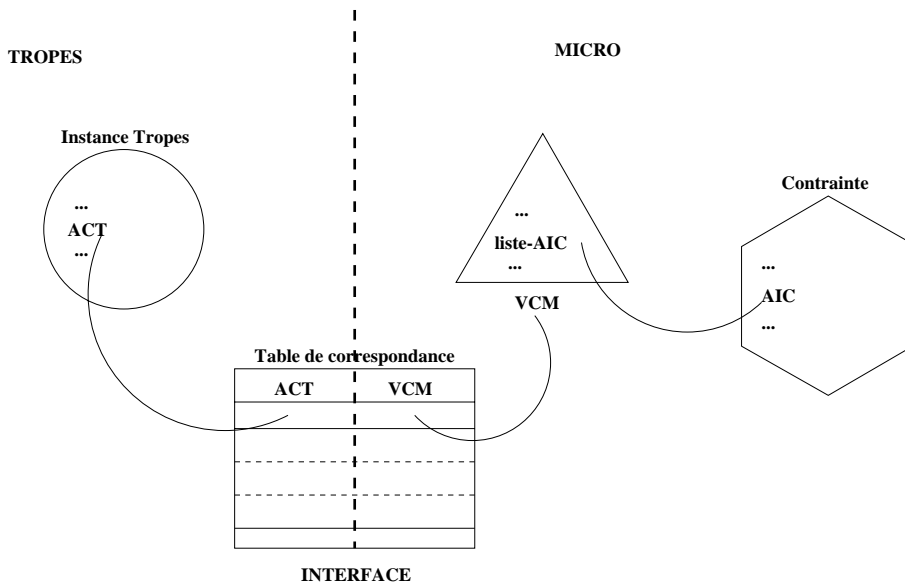 TROPES
MICRO
Instance Tropes
...
ACT
...
...
liste-AIC
...
VCM
Contrainte
...
AIC
...
Table de correspondance
ACT VCM
INTERFACE